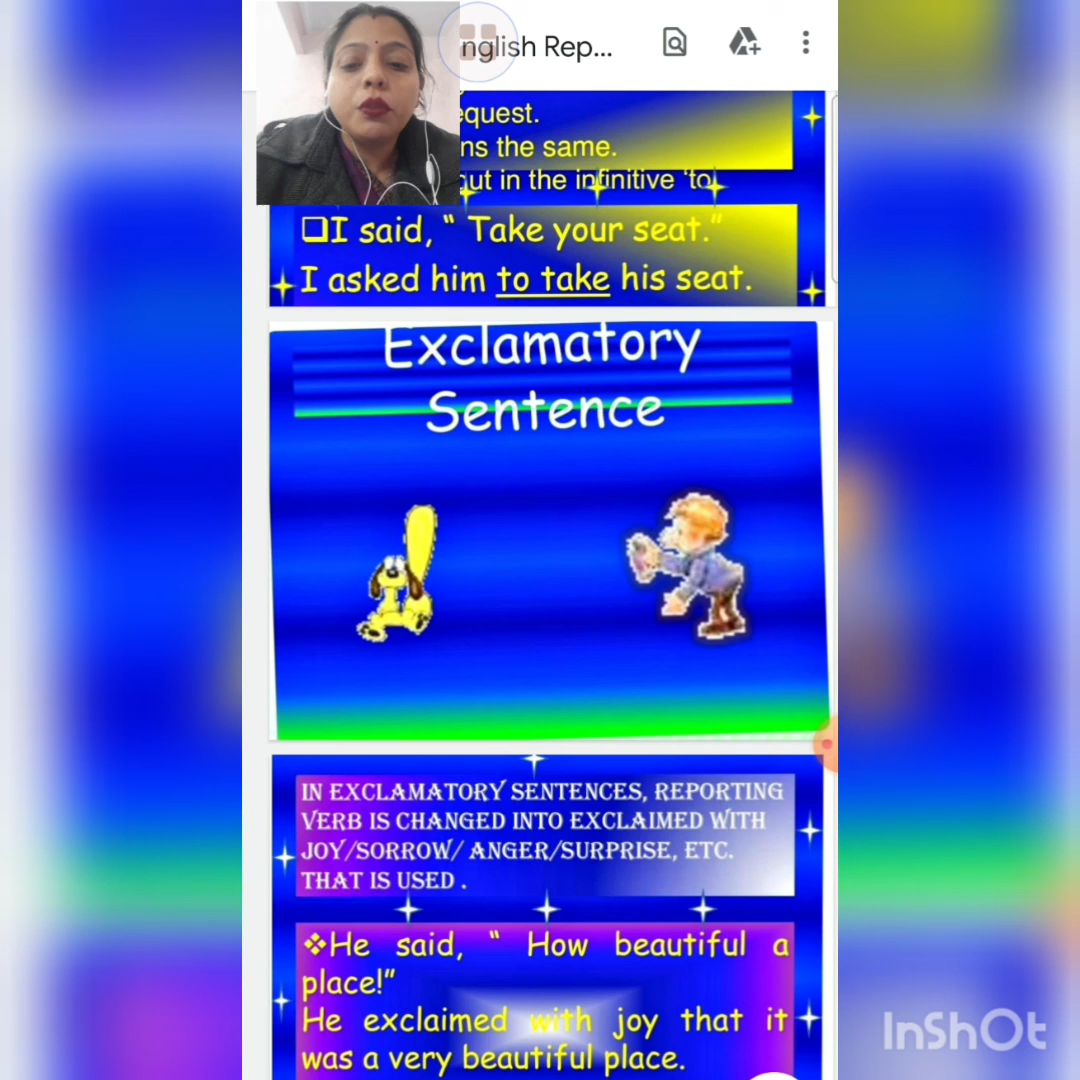 nglish Rep...
equest.
ns the same.
ut in the infinitive 'to
❑I said, “ Take your seat.”
I asked him to take his seat.
Exclamatory
Sentence
IN EXCLAMATORY SENTENCES, REPORTING
VERB IS CHANGED INTO EXCLAIMED WITH
JOY/SORROW/ ANGER/SURPRISE, ETC.
THAT IS USED .
❖He said, “ How beautiful a
place!”
He exclaimed with joy that it
was a very beautiful place.
InShOt